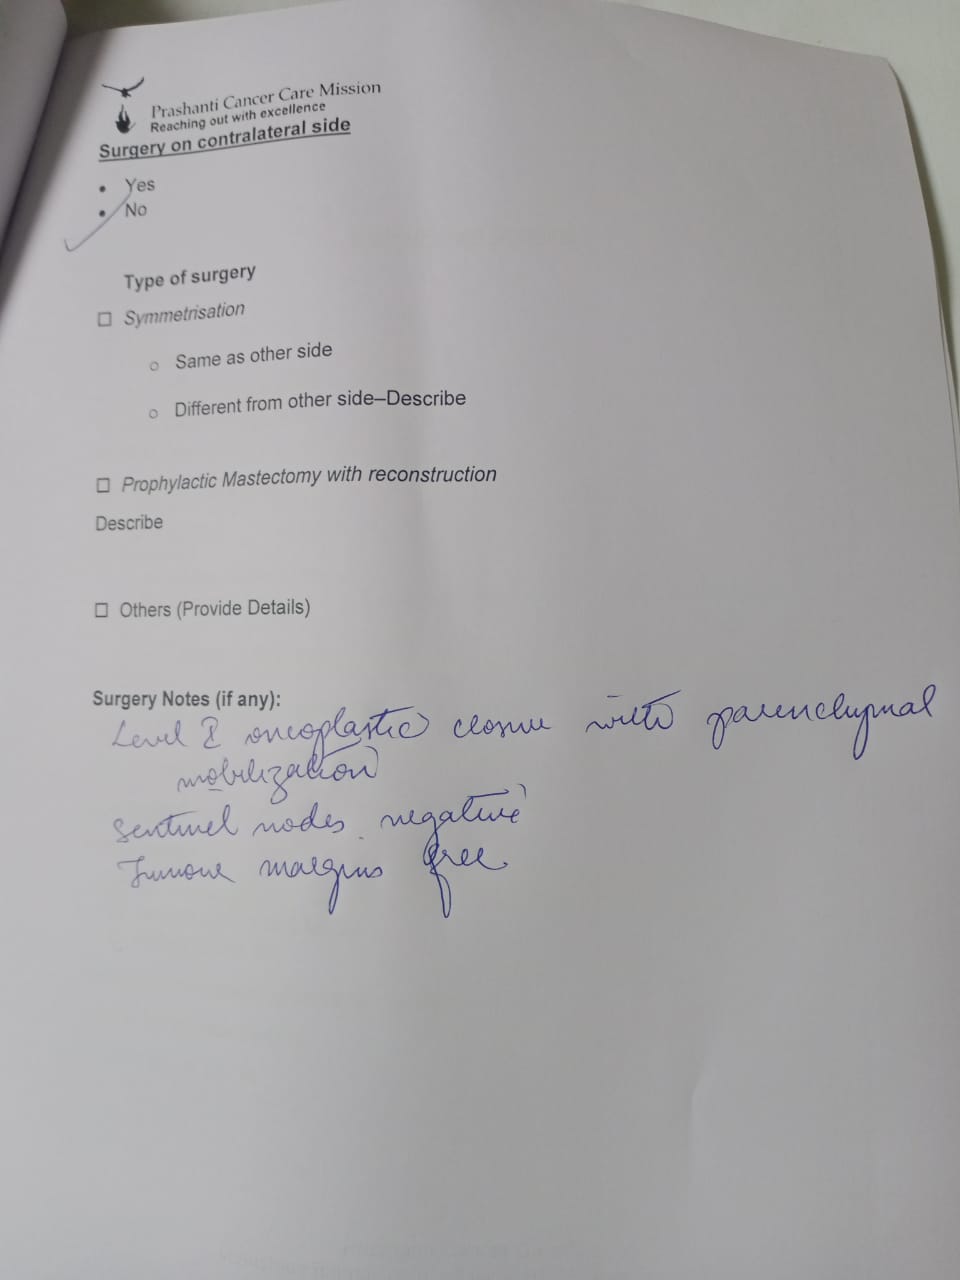 Prashanti Cancer Care Mission
Reaching out with excellence
Surgery on contralateral side
• Yes
• No
Type of surgery
☐ Symmetrisation
○ Same as other side
○ Different from other side–Describe
☐ Prophylactic Mastectomy with reconstruction
Describe
☐ Others (Provide Details)
Surgery Notes (if any):
Level oncoplastic closure with parenchymal
mobilization
Sentinel nodes negative
Tumour margins free.